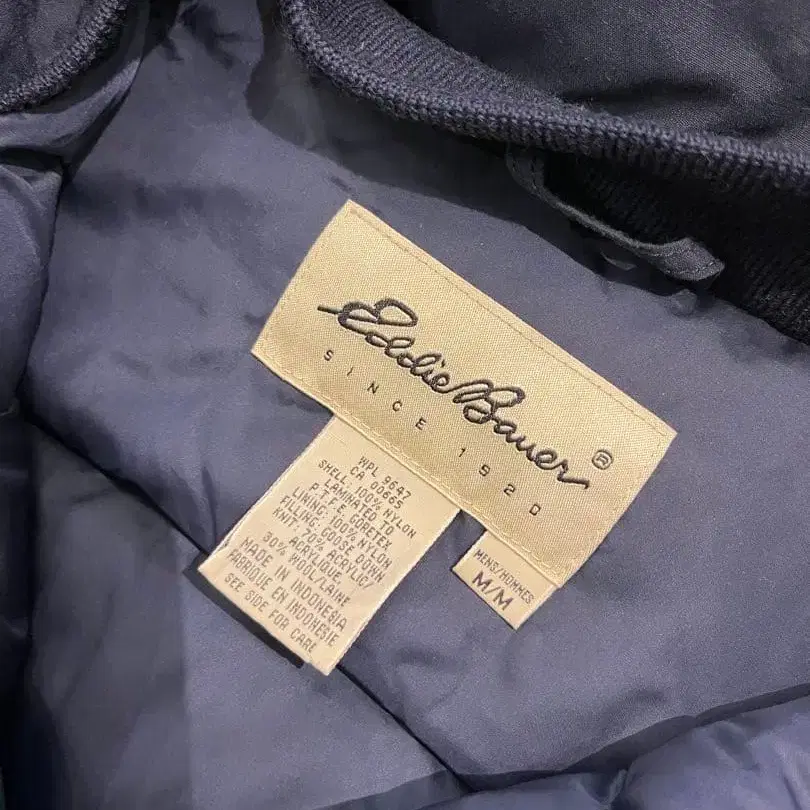 Eddie Bauer®
SINCE 1920
WPL 9647
CA 00665
SHELL: 100% NYLON
LAMINATED TO
P.T.F.E. GORETEX
LINING: 100% NYLON
FILLING: GOOSE DOWN
KNIT: 70% ACRYLIC/
ACRYLIQUE
30% WOOL/LAINE
MADE IN INDONESIA
FABRIQUE EN INDONESIE
SEE SIDE FOR CARE
MENS/HOMMES
M/M